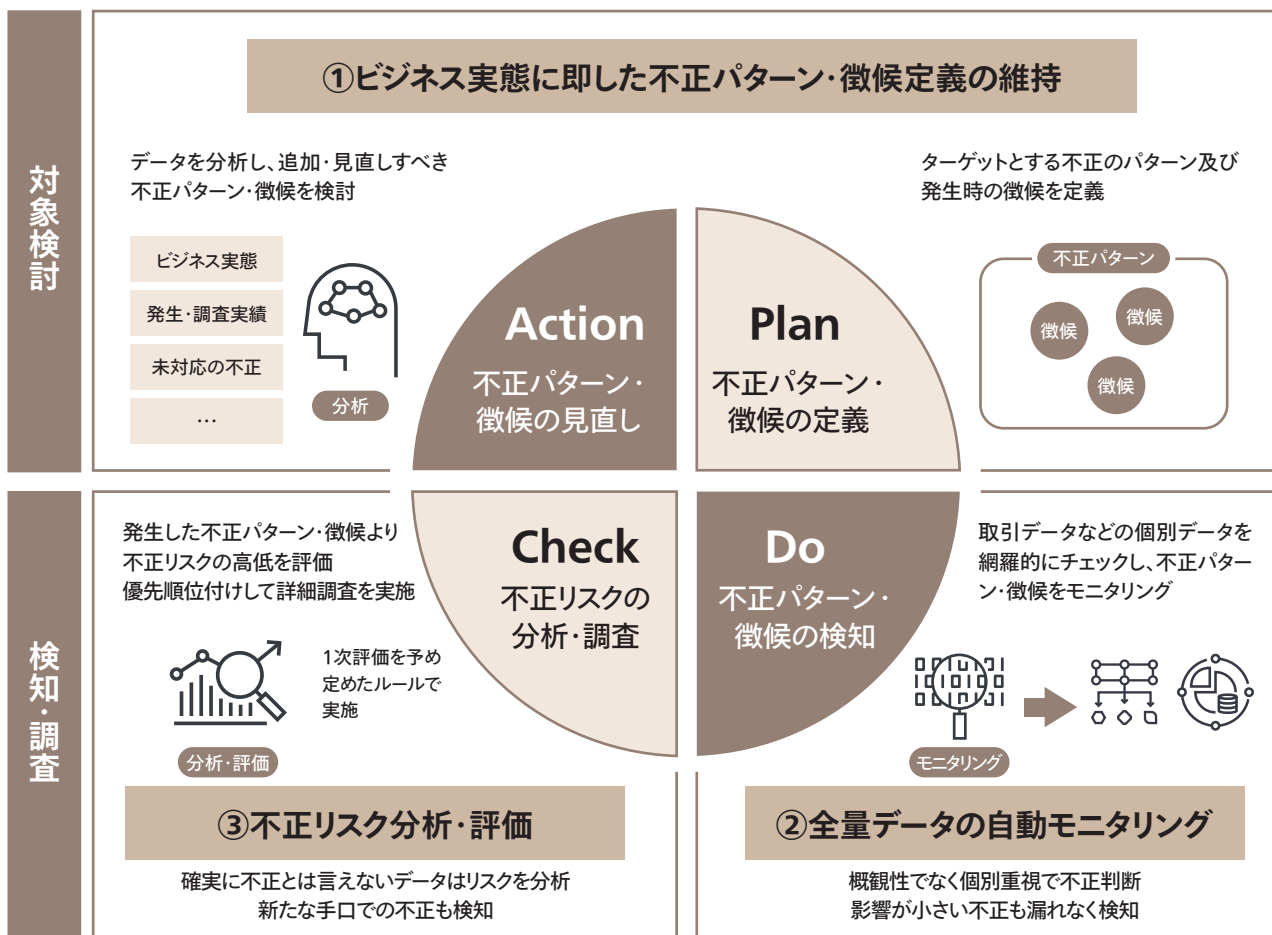 対象検討
①ビジネス実態に即した不正パターン・徴候定義の維持
データを分析し、追加・見直しすべき
不正パターン・徴候を検討
ビジネス実態
発生・調査実績
未対応の不正
…
分析
Action
不正パターン・
徴候の見直し
Plan
不正パターン・
徴候の定義
ターゲットとする不正のパターン及び
発生時の徴候を定義
不正パターン
徴候
徴候
徴候
検知・調査
発生した不正パターン・徴候より
不正リスクの高低を評価
優先順位付けして詳細調査を実施
1次評価を予め
定めたルールで
実施
分析・評価
Check
不正リスクの
分析・調査
Do
不正パターン・
徴候の検知
取引データなどの個別データを
網羅的にチェックし、不正パター
ン・徴候をモニタリング
モニタリング
③不正リスク分析・評価
確実に不正とは言えないデータはリスクを分析
新たな手口での不正も検知
②全量データの自動モニタリング
概観性でなく個別重視で不正判断
影響が小さい不正も漏れなく検知